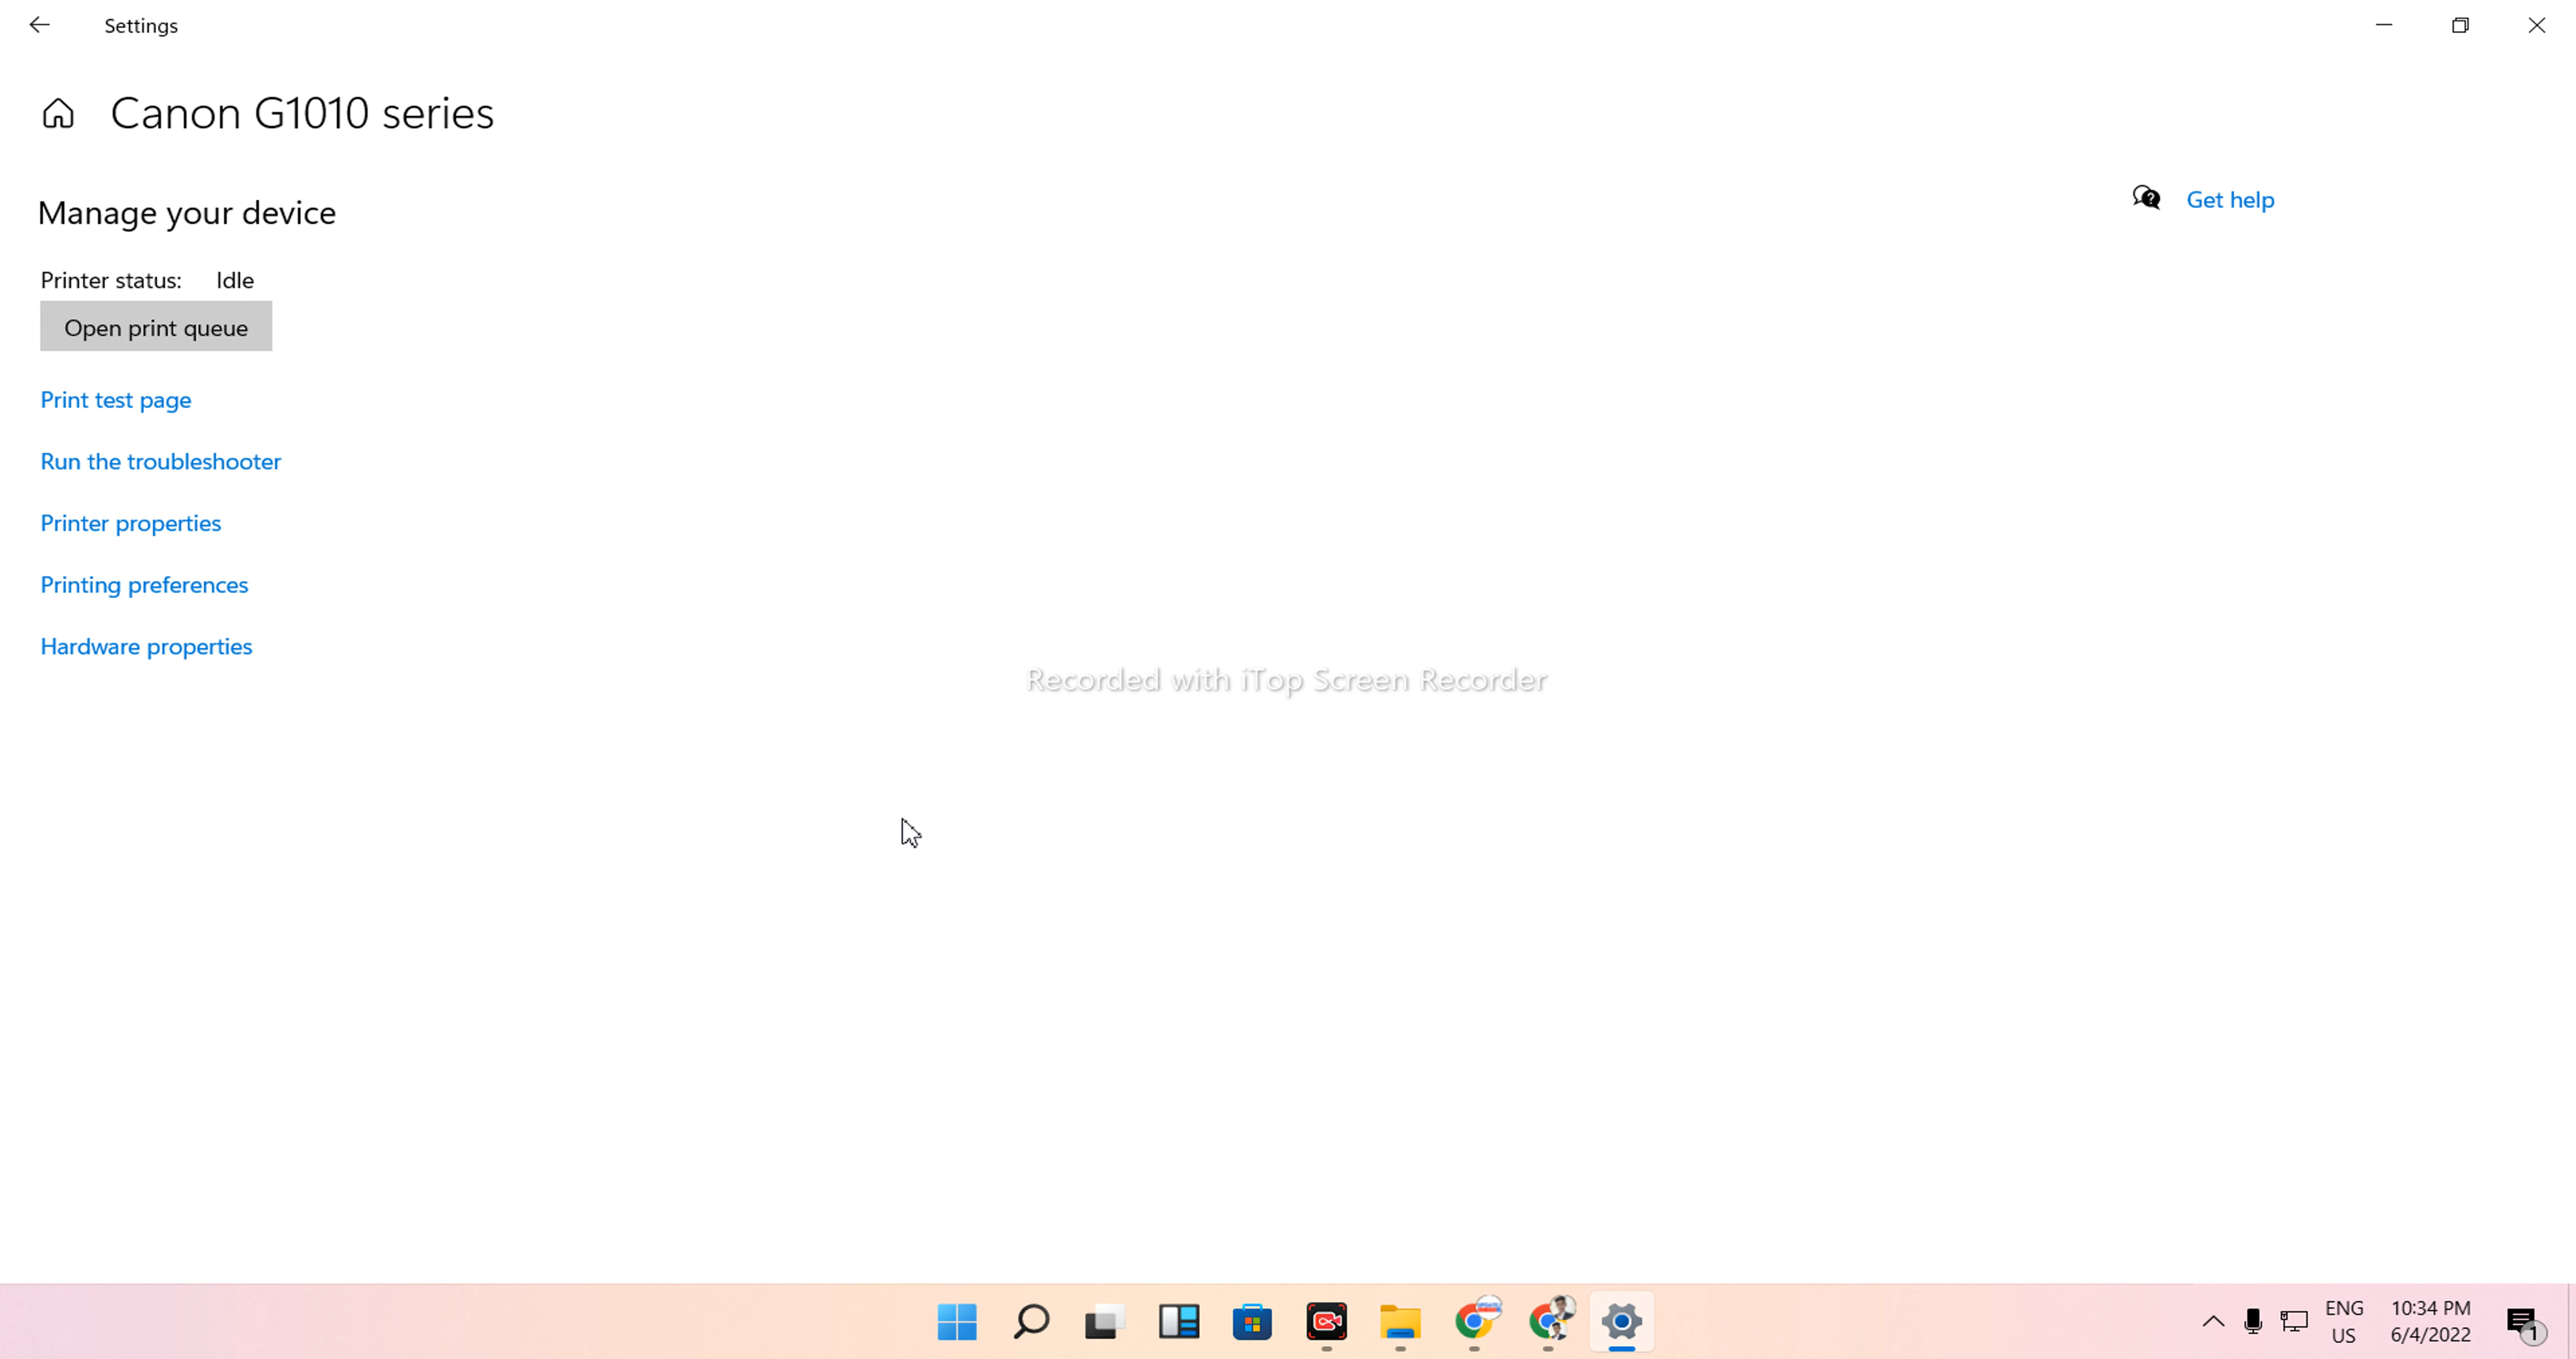 Settings
Canon G1010 series
Manage your device
Get help
Printer status: Idle
Open print queue
Print test page
Run the troubleshooter
Printer properties
Printing preferences
Hardware properties
Recorded with iTop Screen Recorder
ENG
US
10:34 PM
6/4/2022
1